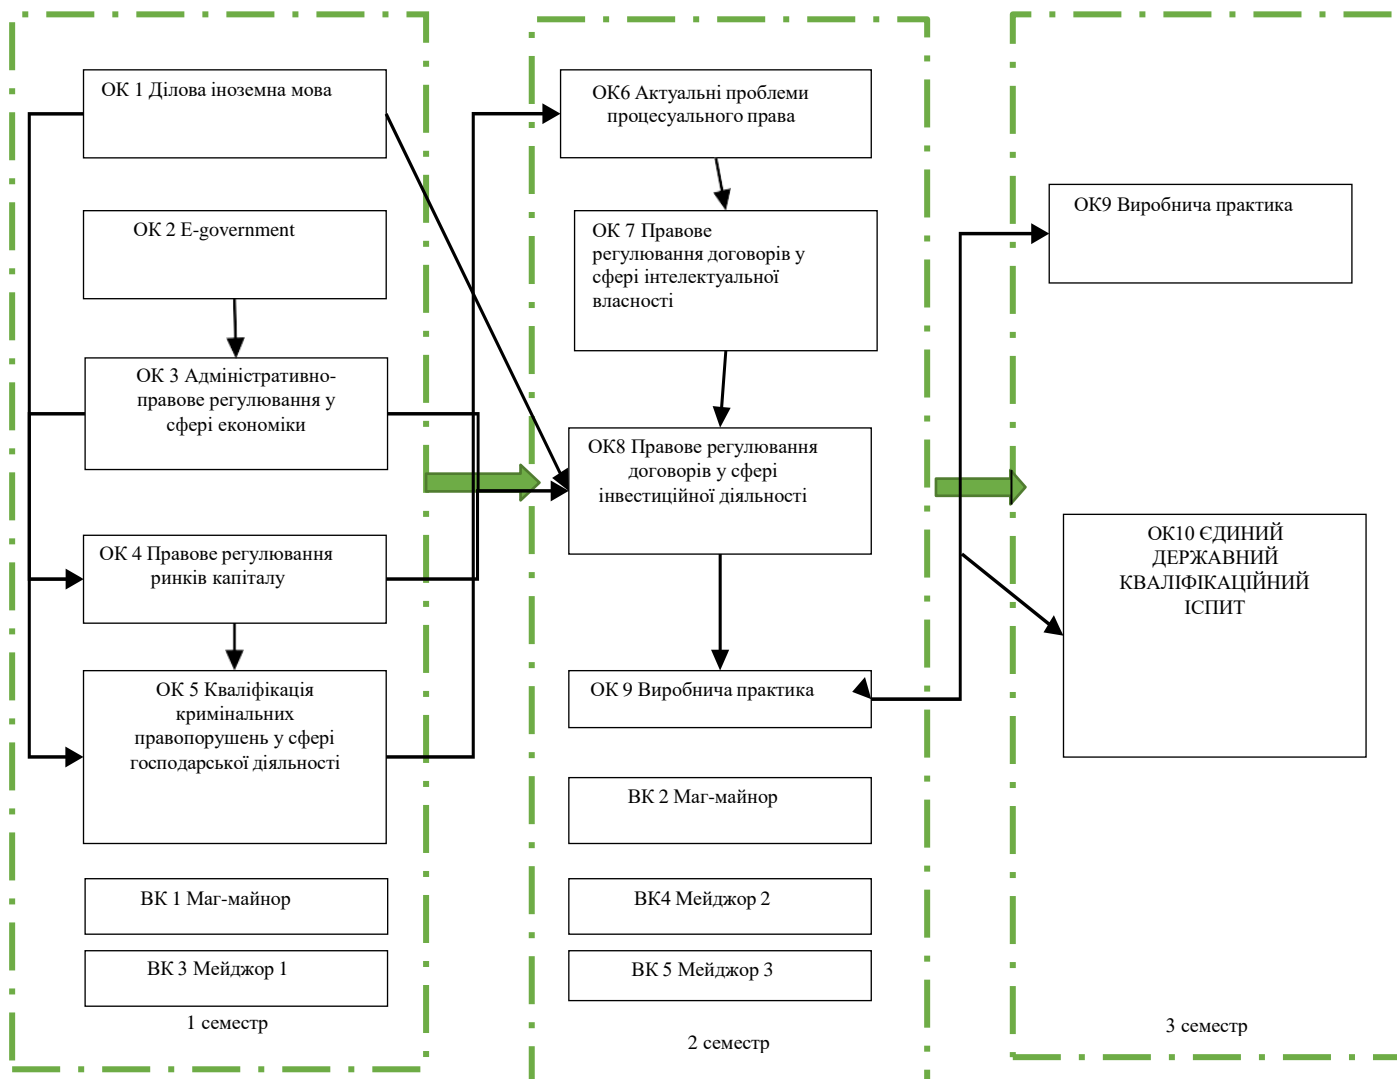 ОК 1 Ділова іноземна мова
ОК 2 E-government
ОК 3 Адміністративно-
правове регулювання у
сфері економіки
ОК 4 Правове регулювання
ринків капіталу
ОК 5 Кваліфікація
кримінальних
правопорушень у сфері
господарської діяльності
ВК 1 Маг-майнор
ВК 3 Мейджор 1
1 семестр
ОК6 Актуальні проблеми
процесуального права
ОК 7 Правове
регулювання договорів у
сфері інтелектуальної
власності
ОК8 Правове регулювання
договорів у сфері
інвестиційної діяльності
ОК 9 Виробнича практика
ВК 2 Маг-майнор
ВК4 Мейджор 2
ВК 5 Мейджор 3
2 семестр
ОК9 Виробнича практика
ОК10 ЄДИНИЙ
ДЕРЖАВНИЙ
КВАЛІФІКАЦІЙНИЙ
ІСПИТ
3 семестр